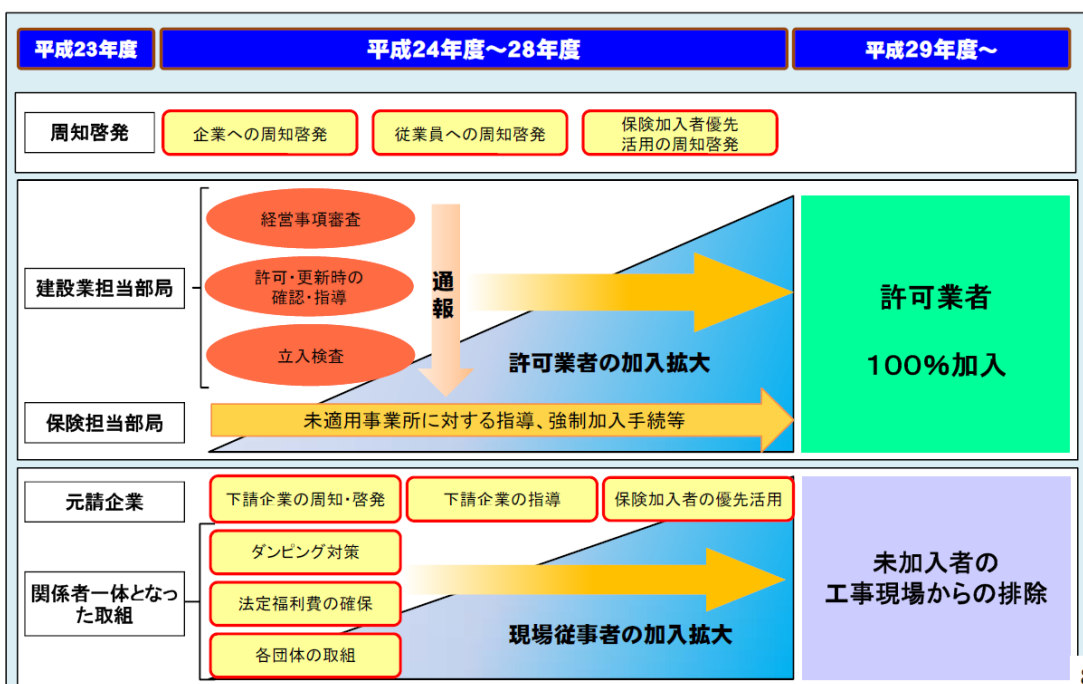 平成23年度
平成24年度～28年度
平成29年度～
周知啓発
企業への周知啓発
従業員への周知啓発
保険加入者優先
活用の周知啓発
建設業担当部局
経営事項審査
許可・更新時の
確認・指導
立入検査
通報
許可業者の加入拡大
許可業者
100%加入
保険担当部局
未適用事業所に対する指導、強制加入手続等
元請企業
下請企業の周知・啓発
下請企業の指導
保険加入者の優先活用
関係者一体となっ
た取組
ダンピング対策
法定福利費の確保
各団体の取組
現場従事者の加入拡大
未加入者の
工事現場からの排除